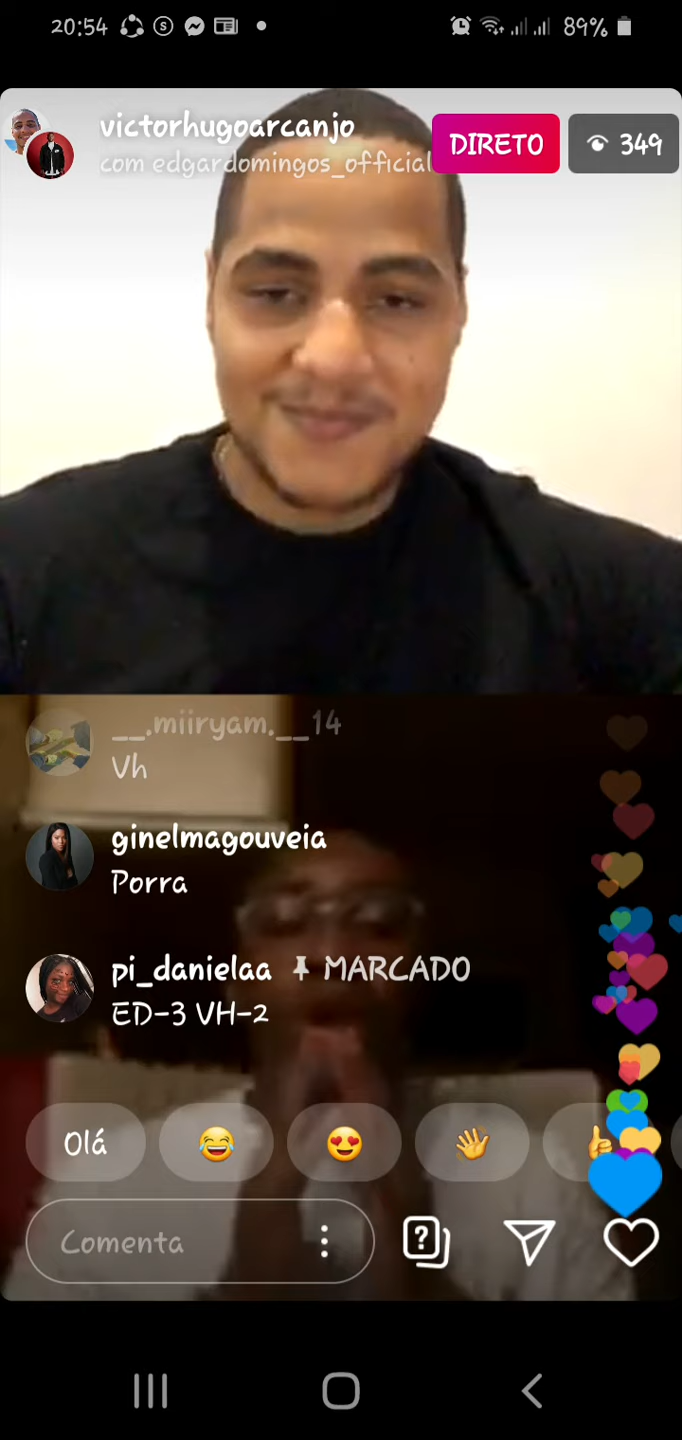 20:54
89%
victorhugoarcanjo
com edgardomingos_official
DIRETO
349
__.miiryam.__14
Vh
ginelmagouveia
Porra
pi_danielaa MARCADO
ED-3 VH-2
Olá
Comenta